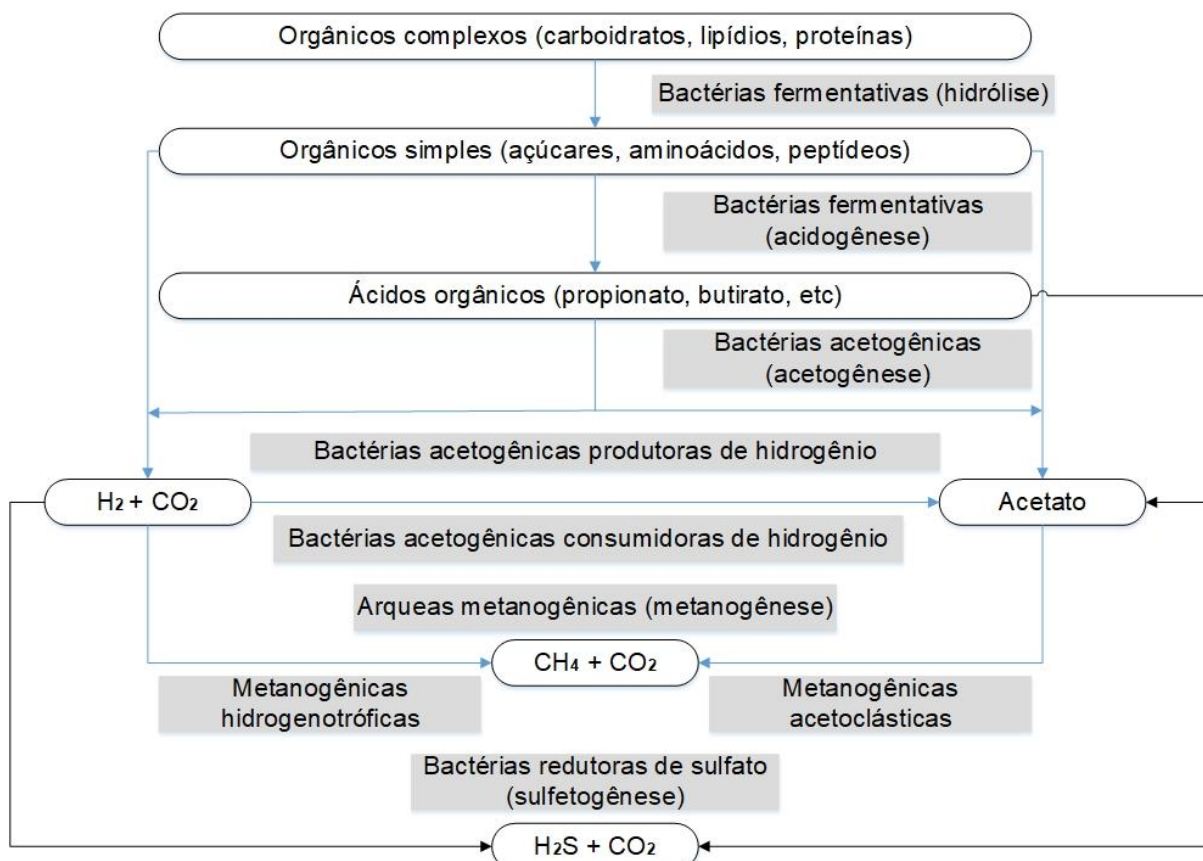 Orgânicos complexos (carboidratos, lipídios, proteínas)
Bactérias fermentativas (hidrólise)
Orgânicos simples (açúcares, aminoácidos, peptídeos)
Bactérias fermentativas
(acidogênese)
Ácidos orgânicos (propionato, butirato, etc)
Bactérias acetogênicas
(acetogênese)
Bactérias acetogênicas produtoras de hidrogênio
H₂ + CO₂
Acetato
Bactérias acetogênicas consumidoras de hidrogênio
Arqueas metanogênicas (metanogênese)
CH₄ + CO₂
Metanogênicas
hidrogenotróficas
Metanogênicas
acetoclásticas
Bactérias redutoras de sulfato
(sulfetogênese)
H₂S + CO₂